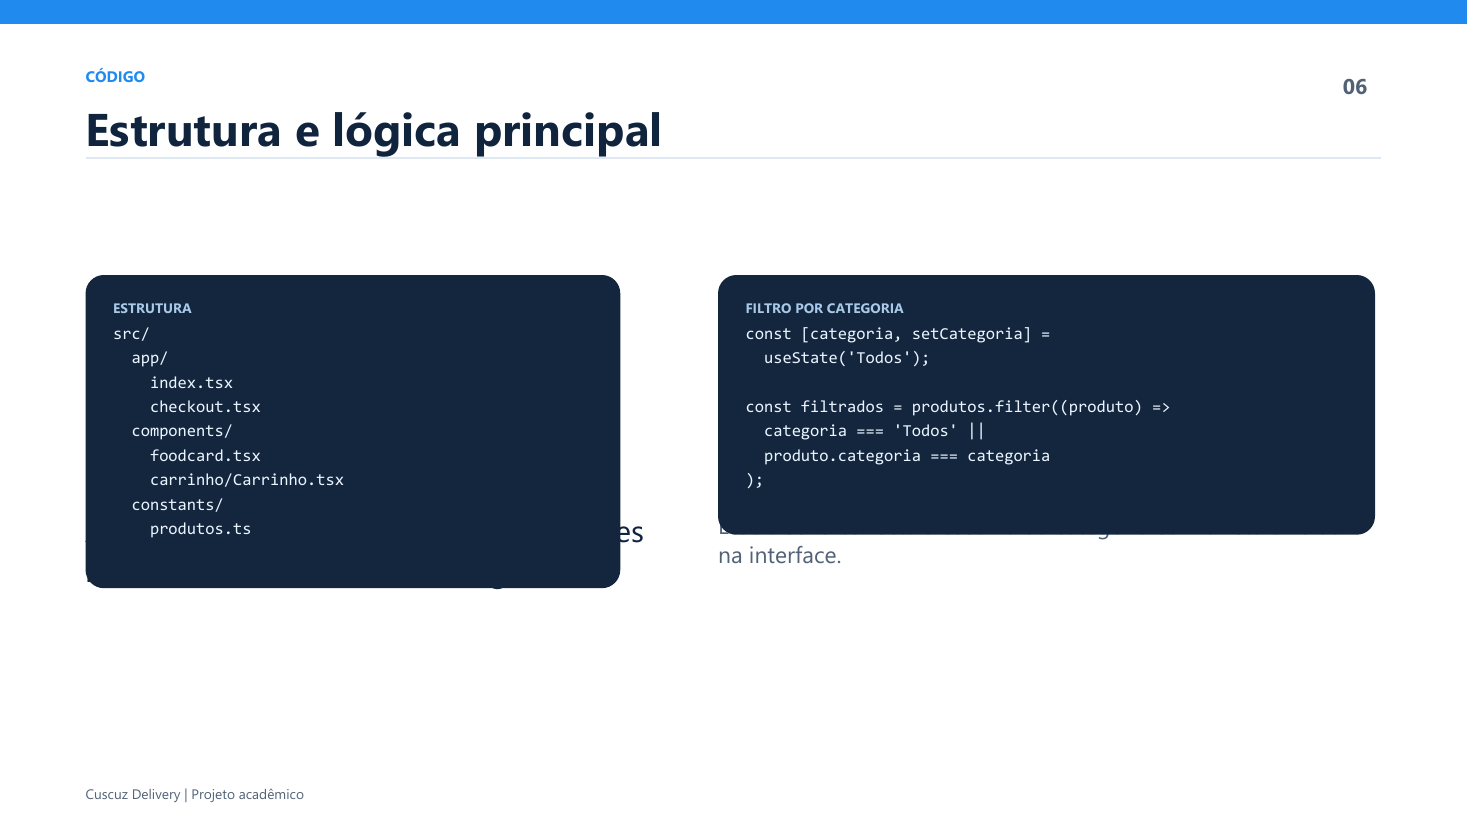 CÓDIGO
06
Estrutura e lógica principal
ESTRUTURA
src/
  app/
    index.tsx
    checkout.tsx
  components/
    foodcard.tsx
    carrinho/Carrinho.tsx
  constants/
    produtos.ts
FILTRO POR CATEGORIA
const [categoria, setCategoria] =
  useState('Todos');
const filtrados = produtos.filter((produto) =>
  categoria === 'Todos' ||
  produto.categoria === categoria
);
na interface.
Cuscuz Delivery | Projeto acadêmico